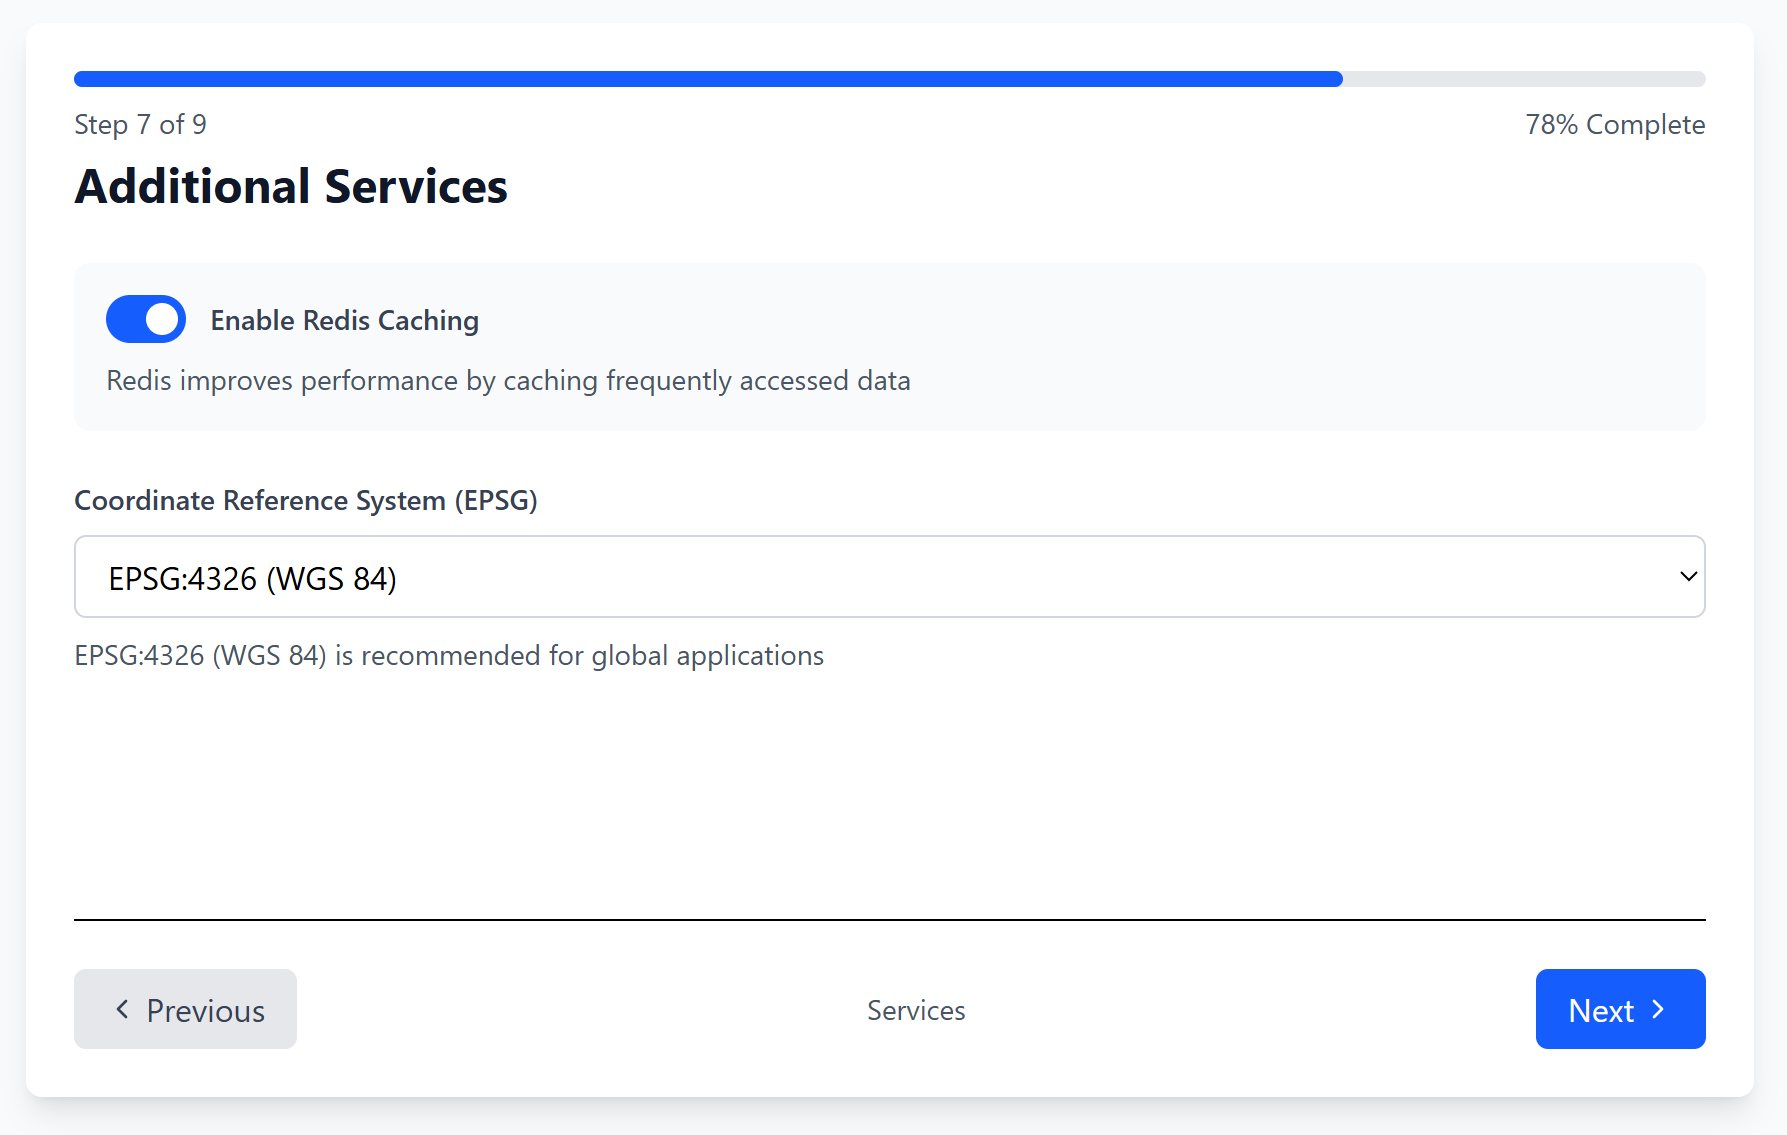 Step 7 of 9
78% Complete
Additional Services
Enable Redis Caching
Redis improves performance by caching frequently accessed data
Coordinate Reference System (EPSG)
EPSG:4326 (WGS 84)
EPSG:4326 (WGS 84) is recommended for global applications
Previous
Services
Next